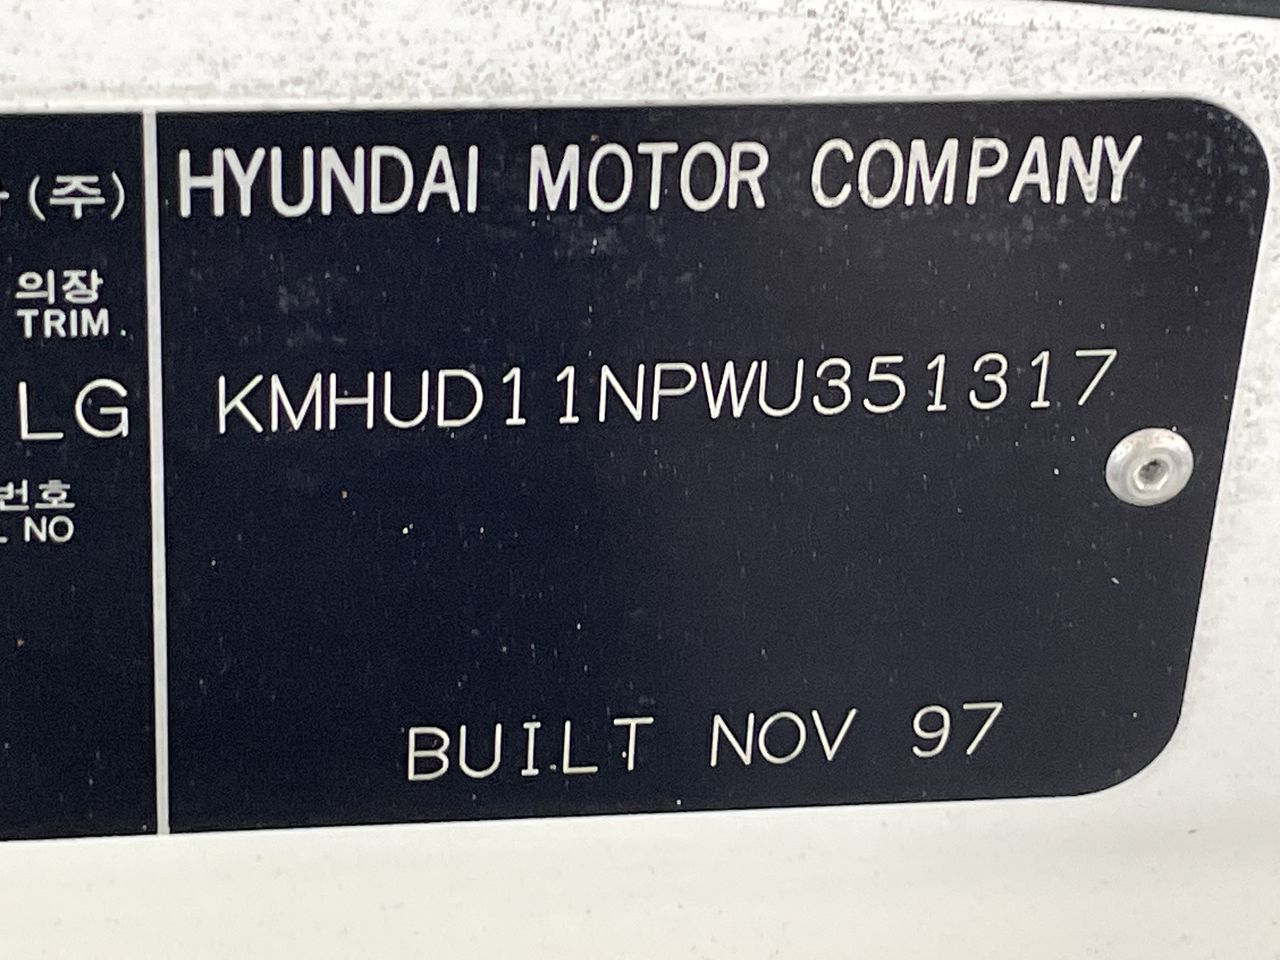 (주)
HYUNDAI MOTOR COMPANY
의장
TRIM.
LG
KMHUD11NPWU351317
번호
NO
BUILT NOV 97